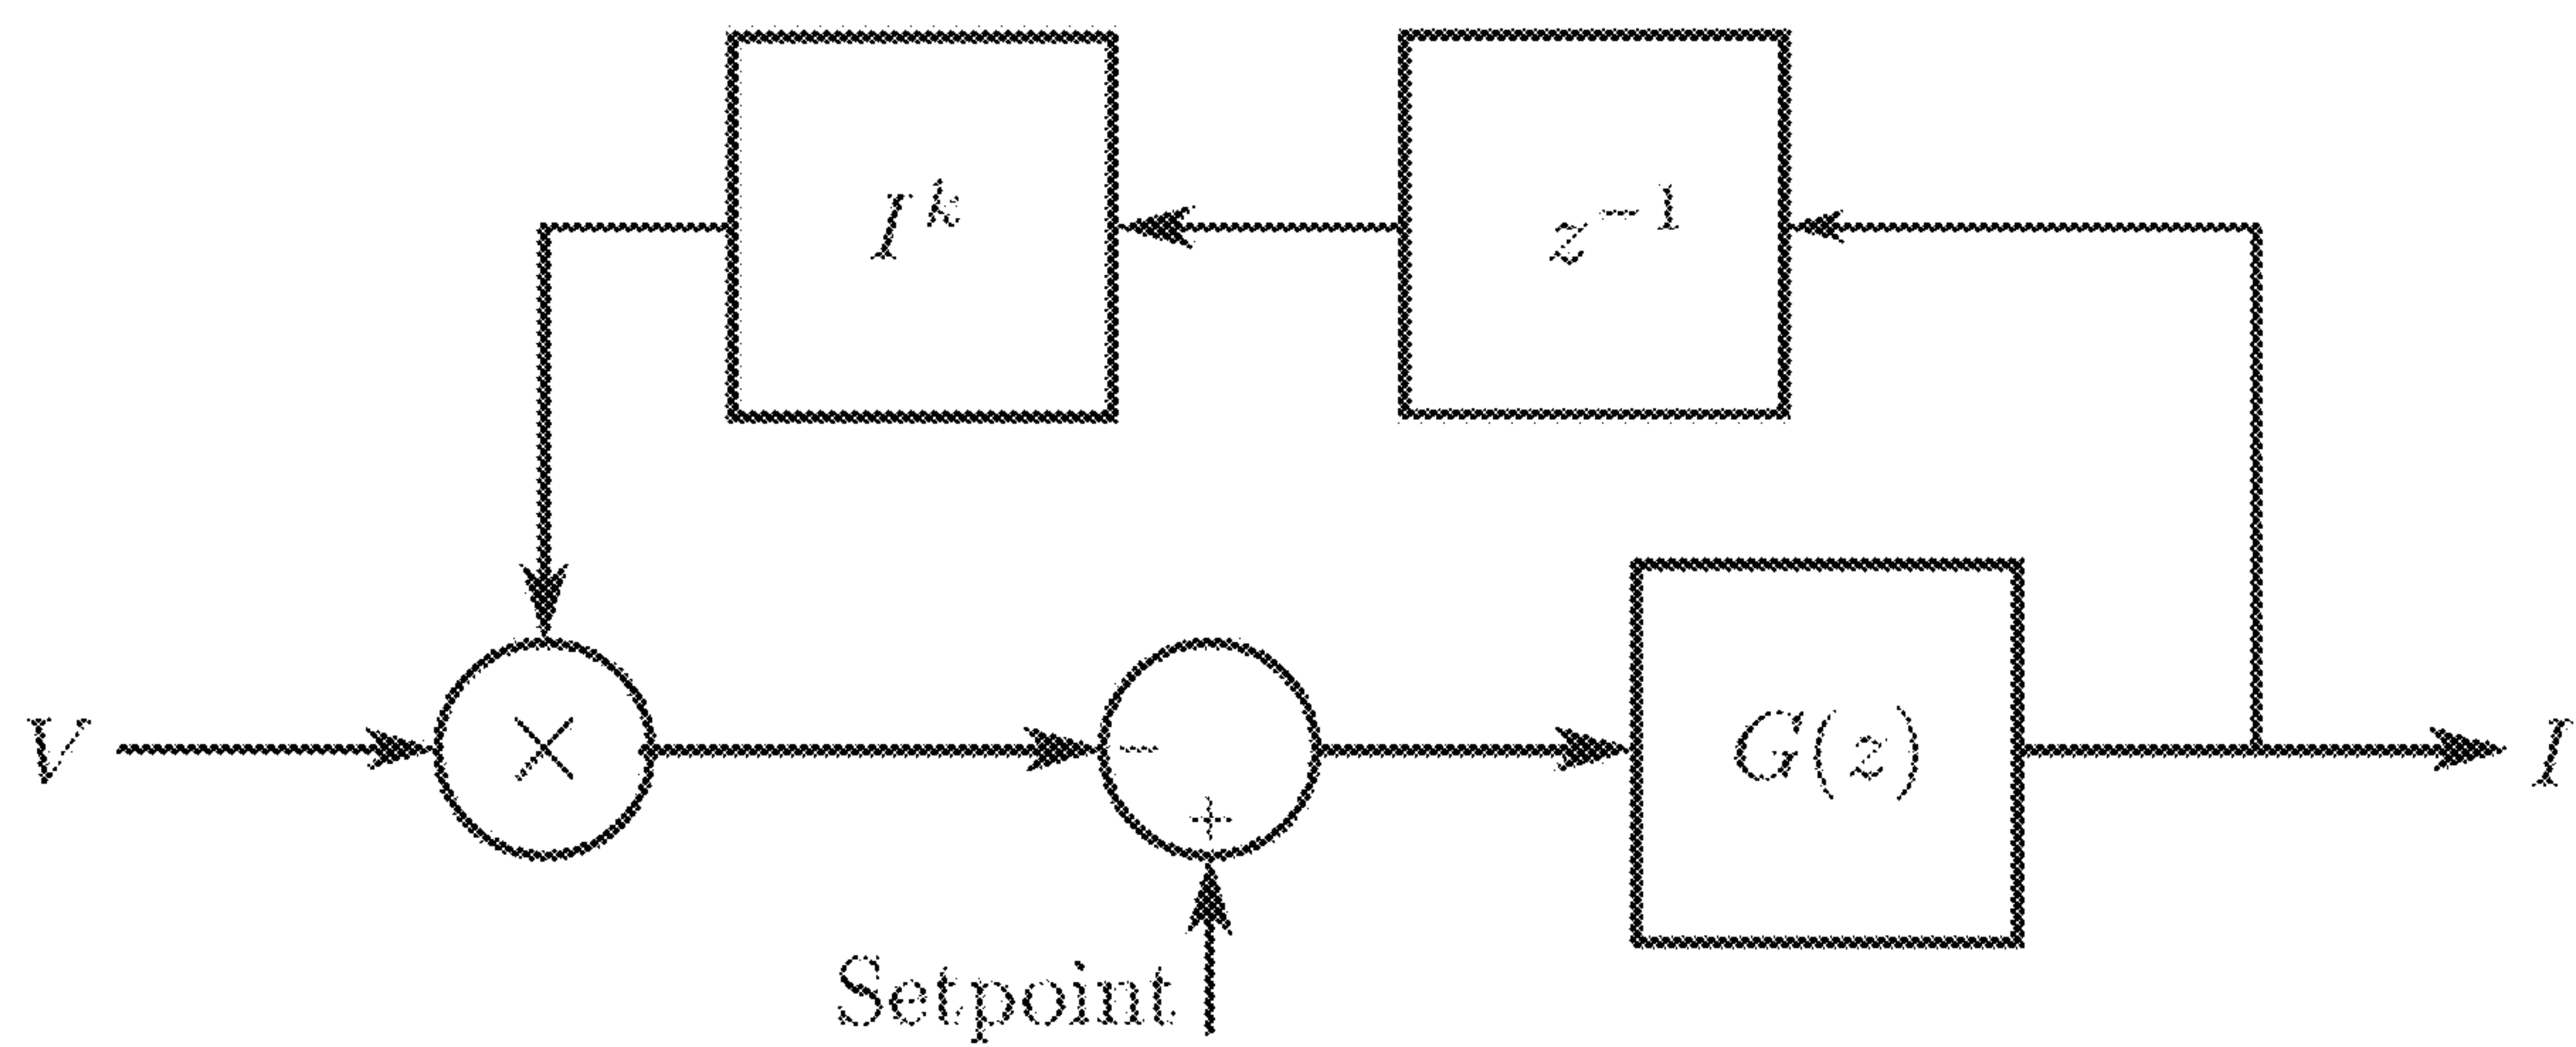 I^k
z^{-1}
V
×
−
+
G(z)
I
Setpoint